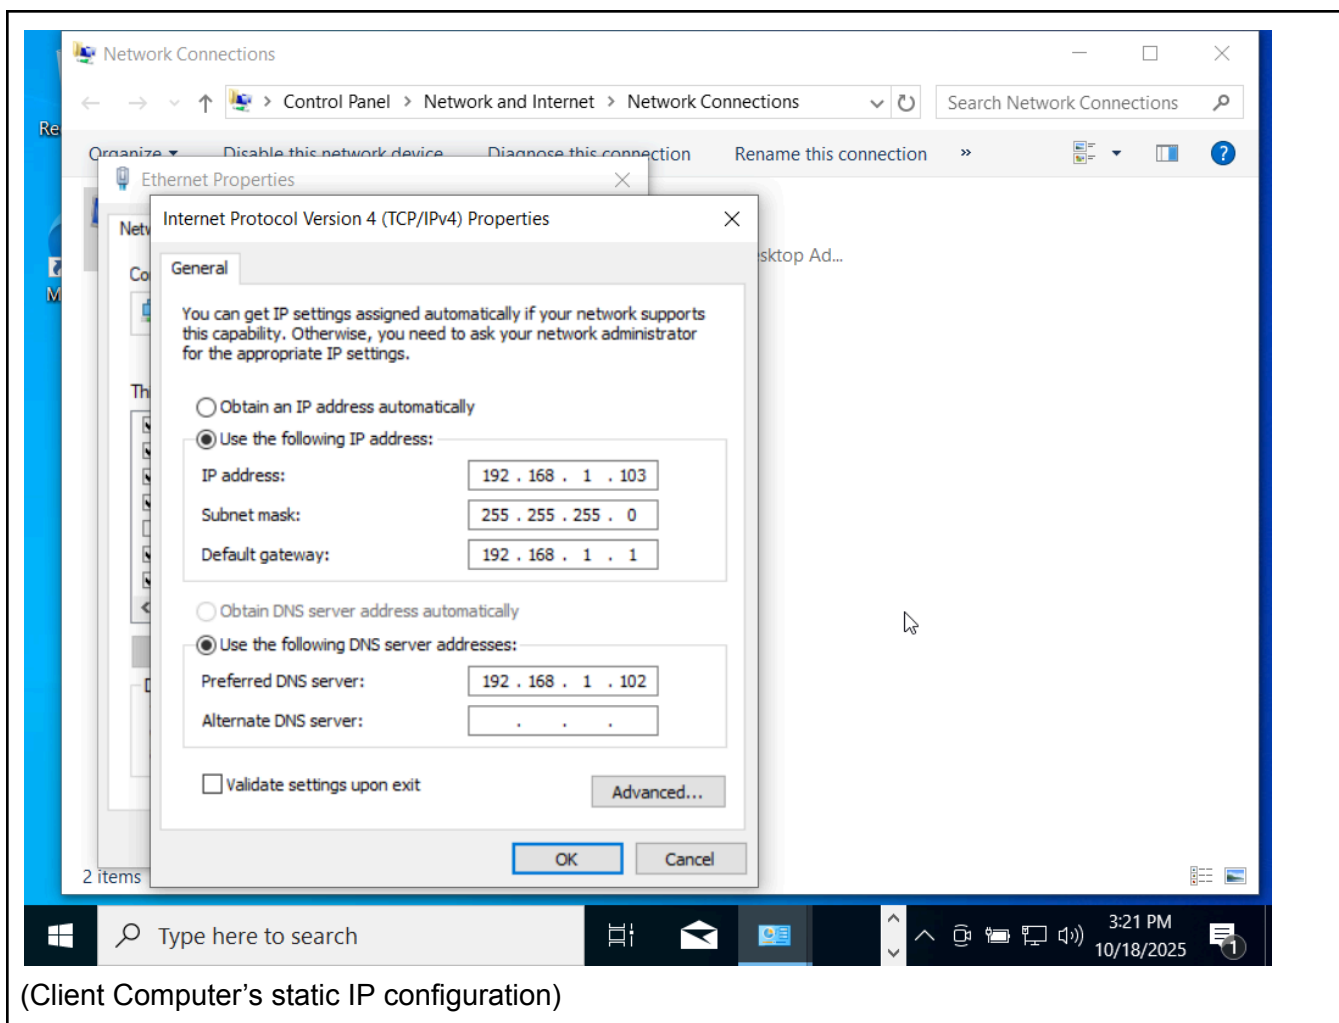 Network Connections
Control Panel > Network and Internet > Network Connections
Search Network Connections
Organize Disable this network device Diagnose this connection Rename this connection »
Ethernet Properties
Internet Protocol Version 4 (TCP/IPv4) Properties
General
You can get IP settings assigned automatically if your network supports
this capability. Otherwise, you need to ask your network administrator
for the appropriate IP settings.
Obtain an IP address automatically
Use the following IP address:
IP address: 192 . 168 . 1 . 103
Subnet mask: 255 . 255 . 255 . 0
Default gateway: 192 . 168 . 1 . 1
Obtain DNS server address automatically
Use the following DNS server addresses:
Preferred DNS server: 192 . 168 . 1 . 102
Alternate DNS server: . . .
Validate settings upon exit
Advanced...
OK Cancel
esktop Ad...
2 items
Type here to search
3:21 PM
10/18/2025
1
(Client Computer’s static IP configuration)